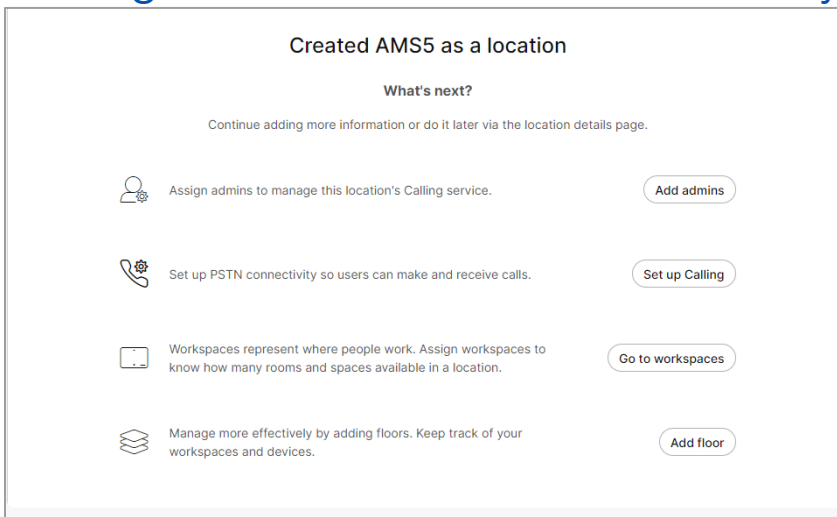 Created AMS5 as a location
What's next?
Continue adding more information or do it later via the location details page.
Assign admins to manage this location's Calling service.
Add admins
Set up PSTN connectivity so users can make and receive calls.
Set up Calling
Workspaces represent where people work. Assign workspaces to
know how many rooms and spaces available in a location.
Go to workspaces
Manage more effectively by adding floors. Keep track of your
workspaces and devices.
Add floor